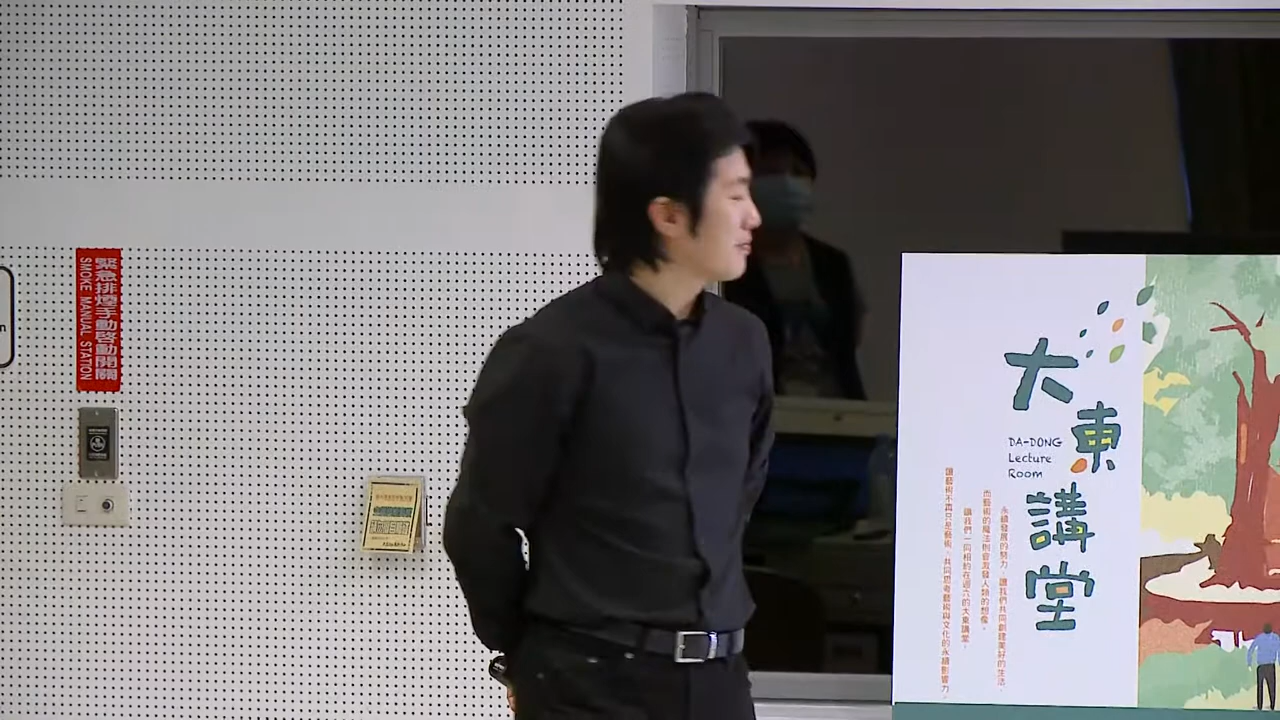 緊急排煙手動啓動開關
SMOKE MANUAL STATION
大東講堂
DA-DONG
Lecture
Room
永續發展的努力，讓我們共同創建美好的生活，
而藝術的魔法樹會激發人類的想像。
讓我們一同相約在週六的大東講堂，
讓藝術不再只是藝術，共同思考藝術與文化的永續影響力。